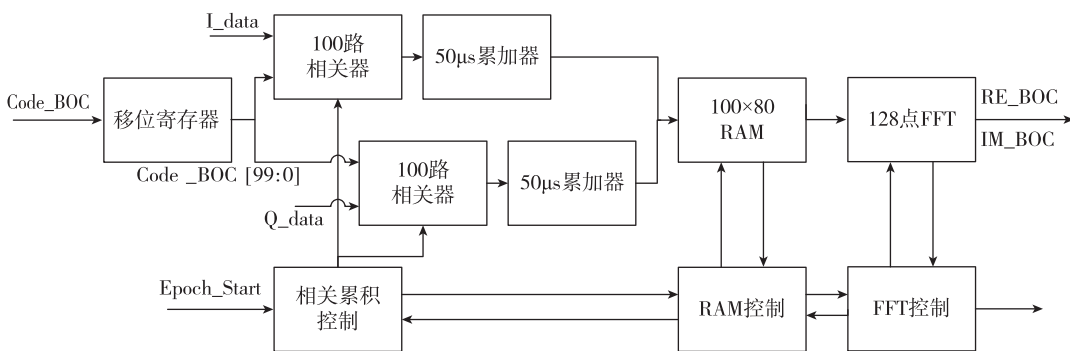 I_data
100路
相关器
50μs累加器
Code_BOC
移位寄存器
100×80
RAM
128点FFT
RE_BOC
IM_BOC
Code _BOC [99:0]
100路
相关器
50μs累加器
Q_data
Epoch_Start
相关累积
控制
RAM控制
FFT控制